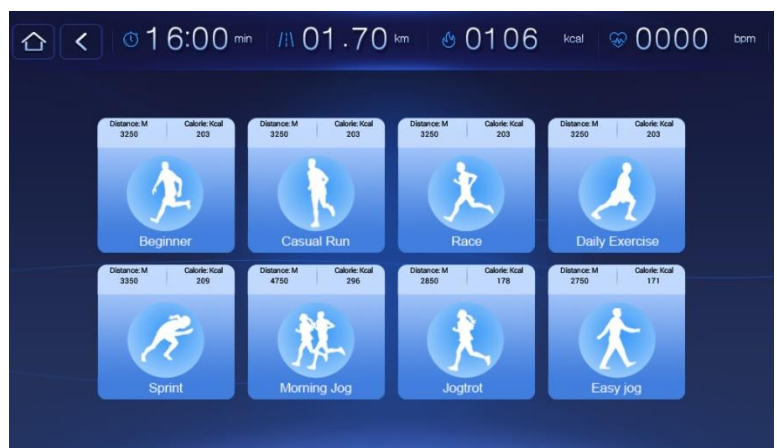 16:00 min 01.70 km 0106 kcal 0000 bpm
Distance: M Calorie: Kcal Distance: M Calorie: Kcal Distance: M Calorie: Kcal Distance: M Calorie: Kcal
3250 203 3250 203 3250 203 3250 203
Beginner Casual Run Race Daily Exercise
Distance: M Calorie: Kcal Distance: M Calorie: Kcal Distance: M Calorie: Kcal Distance: M Calorie: Kcal
3350 209 4750 296 2850 178 2750 171
Sprint Morning Jog Jogtrot Easy jog